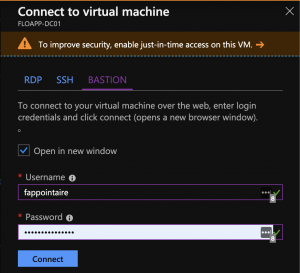 Connect to virtual machine
FLOAPP-DC01
To improve security, enable just-in-time access on this VM. →
RDP SSH BASTION
To connect to your virtual machine over the web, enter login
credentials and click connect (opens a new browser window).
Open in new window
* Username
fappointaire
* Password
•••••••••••••••
Connect